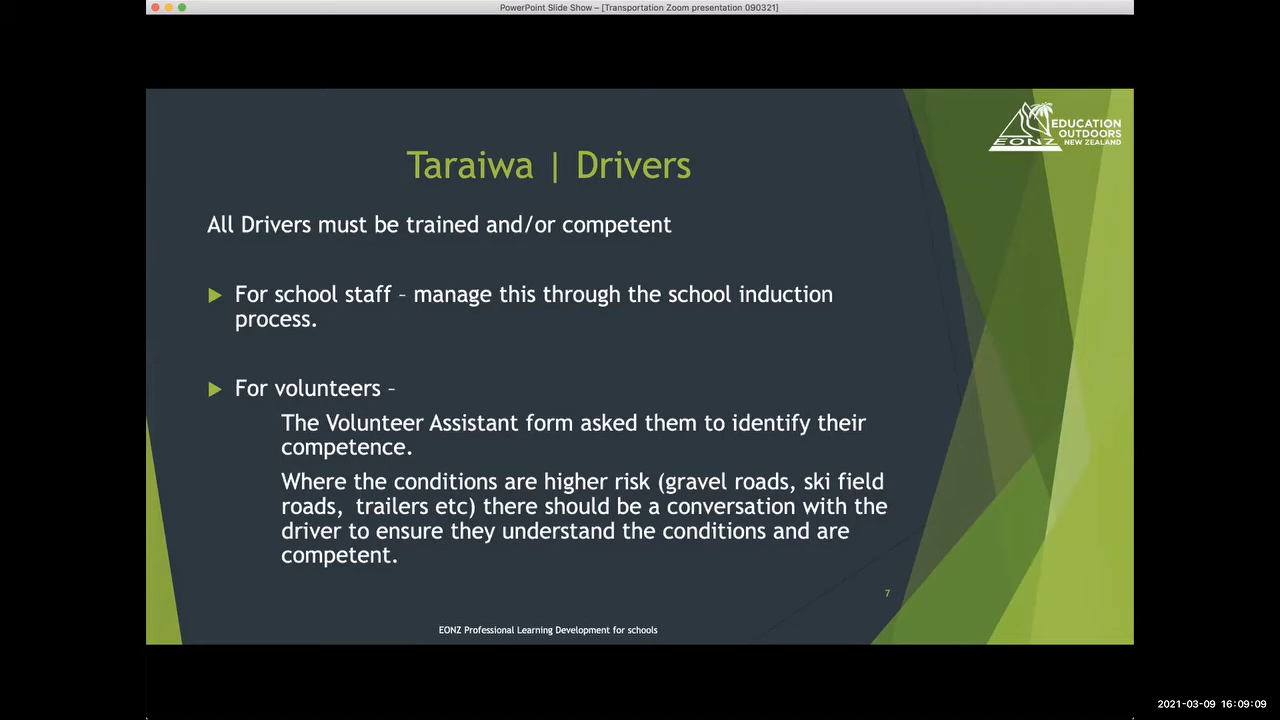 PowerPoint Slide Show – [Transportation Zoom presentation 090321]
EDUCATION
OUTDOORS
NEW ZEALAND
EONZ
Taraiwa | Drivers
All Drivers must be trained and/or competent
For school staff – manage this through the school induction
process.
For volunteers –
The Volunteer Assistant form asked them to identify their
competence.
Where the conditions are higher risk (gravel roads, ski field
roads,  trailers etc) there should be a conversation with the
driver to ensure they understand the conditions and are
competent.
7
EONZ Professional Learning Development for schools
2021-03-09 16:09:09